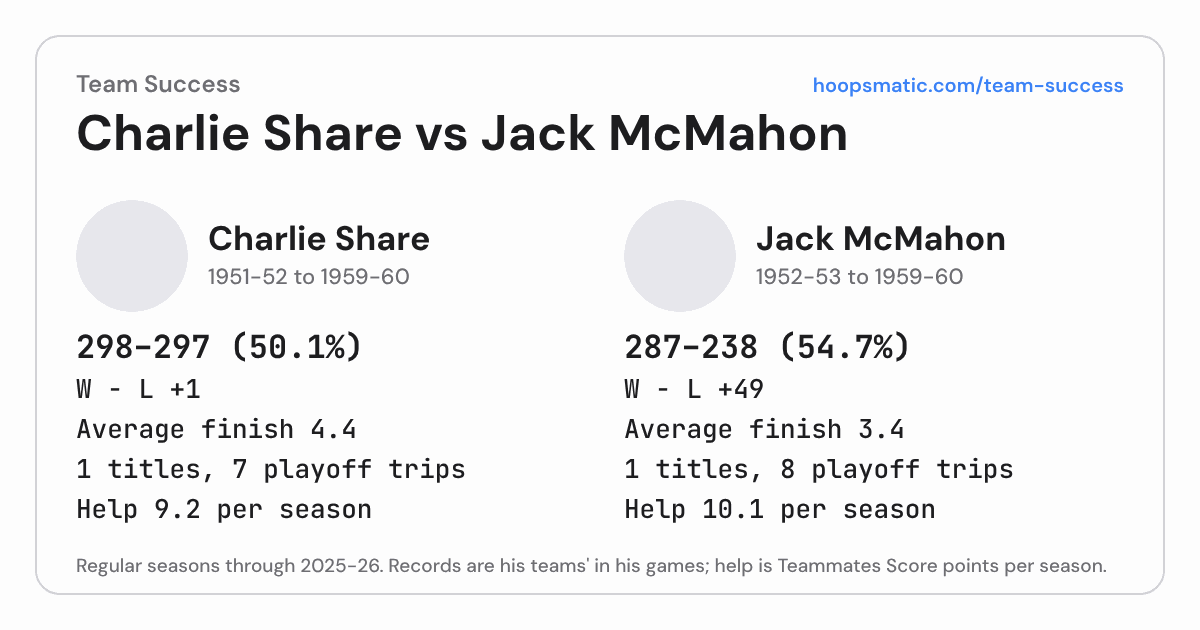 Team Success
hoopsmatic.com/team-success
Charlie Share vs Jack McMahon
Charlie Share
1951-52 to 1959-60
298-297 (50.1%)
W - L +1
Average finish 4.4
1 titles, 7 playoff trips
Help 9.2 per season
Jack McMahon
1952-53 to 1959-60
287-238 (54.7%)
W - L +49
Average finish 3.4
1 titles, 8 playoff trips
Help 10.1 per season
Regular seasons through 2025-26. Records are his teams' in his games; help is Teammates Score points per season.